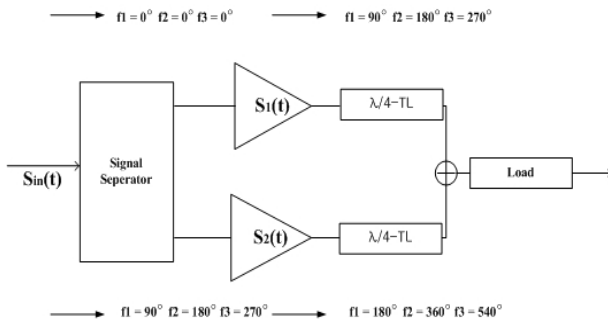 f1=0° f2=0° f3=0°
f1=90° f2=180° f3=270°
S1(t)
λ/4-TL
Signal
Seperator
Sin(t)
Load
S2(t)
λ/4-TL
f1=90° f2=180° f3=270°
f1=180° f2=360° f3=540°